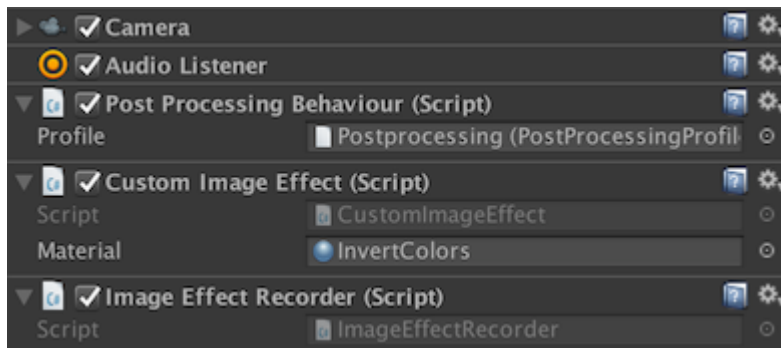 Camera
Audio Listener
Post Processing Behaviour (Script)
Profile Postprocessing (PostProcessingProfil
Custom Image Effect (Script)
Script CustomImageEffect
Material InvertColors
Image Effect Recorder (Script)
Script ImageEffectRecorder